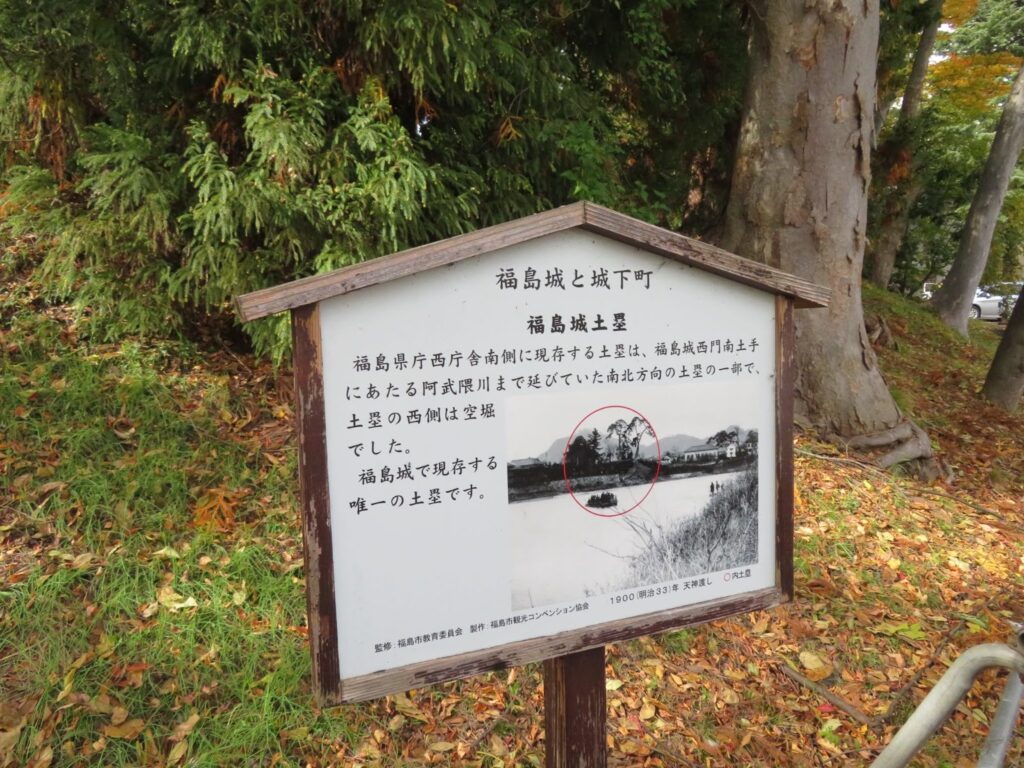 福島城と城下町
福島城土塁
福島県庁西庁舎南側に現存する土塁は、福島城西門南土手
にあたる阿武隈川まで延びていた南北方向の土塁の一部で、
土塁の西側は空堀
でした。
福島城で現存する
唯一の土塁です。
1900(明治33)年 天神渡し ○内土塁
監修:福島市教育委員会 製作:福島市観光コンベンション協会